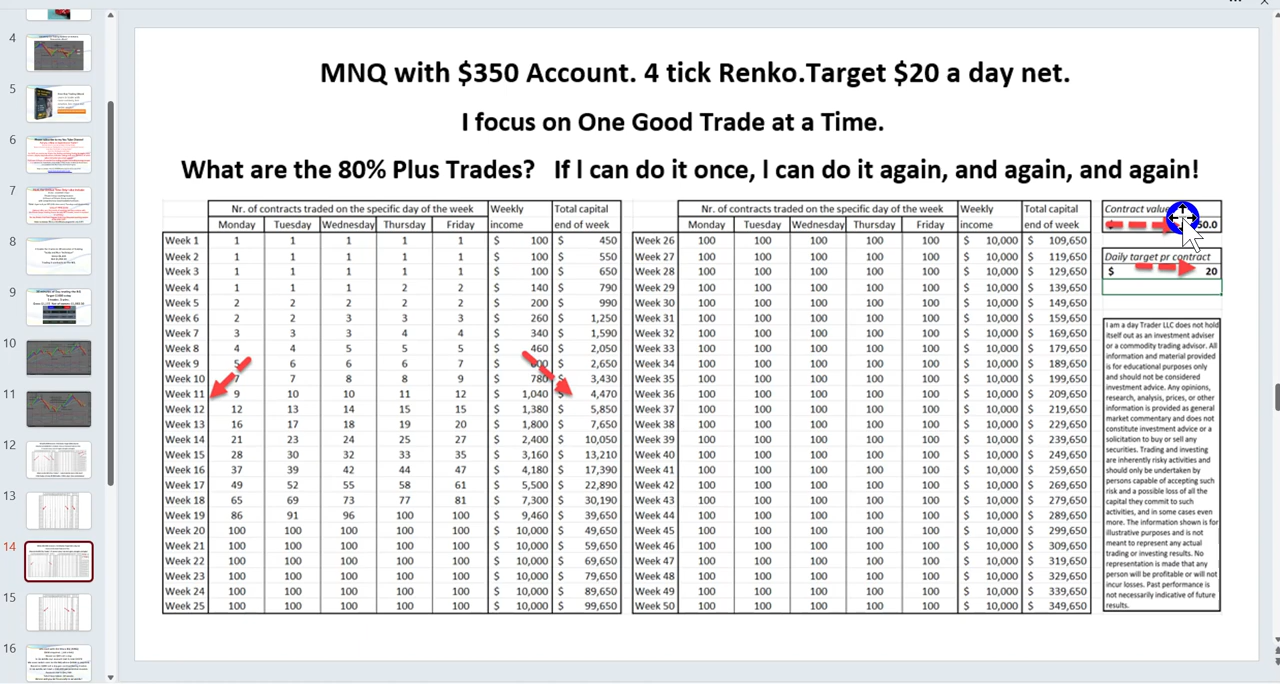 MNQ with $350 Account. 4 tick Renko.Target $20 a day net.
I focus on One Good Trade at a Time.
What are the 80% Plus Trades? If I can do it once, I can do it again, and again, and again!
Nr. of contracts traded on the specific day of the week Weekly Total capital
Monday Tuesday Wednesday Thursday Friday income end of week
Week 1 1 1 1 1 1 $ 100 $ 450
Week 2 1 1 1 1 1 $ 100 $ 550
Week 3 1 1 1 1 1 $ 100 $ 650
Week 4 1 1 1 2 2 $ 140 $ 790
Week 5 2 2 2 2 2 $ 200 $ 990
Week 6 2 2 3 3 3 $ 260 $ 1,250
Week 7 3 3 3 4 4 $ 340 $ 1,590
Week 8 4 4 5 5 5 460 $ 2,050
Week 9 6 6 6 7 $ $ 2,650
Week 10 7 7 8 8 9 $ 780 3,430
Week 11 9 10 10 11 12 $ 1,040 $ 4,470
Week 12 12 13 14 15 15 $ 1,380 $ 5,850
Week 13 16 17 18 19 20 $ 1,800 $ 7,650
Week 14 21 23 24 25 27 $ 2,400 $ 10,050
Week 15 28 30 32 33 35 $ 3,160 $ 13,210
Week 16 37 39 42 44 47 $ 4,180 $ 17,390
Week 17 49 52 55 58 61 $ 5,500 $ 22,890
Week 18 65 69 73 77 81 $ 7,300 $ 30,190
Week 19 86 91 96 100 100 $ 9,460 $ 39,650
Week 20 100 100 100 100 100 $ 10,000 $ 49,650
Week 21 100 100 100 100 100 $ 10,000 $ 59,650
Week 22 100 100 100 100 100 $ 10,000 $ 69,650
Week 23 100 100 100 100 100 $ 10,000 $ 79,650
Week 24 100 100 100 100 100 $ 10,000 $ 89,650
Week 25 100 100 100 100 100 $ 10,000 $ 99,650
Nr. of contracts traded on the specific day of the week Weekly Total capital
Monday Tuesday Wednesday Thursday Friday income end of week
Week 26 100 100 100 100 100 $ 10,000 $ 109,650
Week 27 100 100 100 100 100 $ 10,000 $ 119,650
Week 28 100 100 100 100 100 $ 10,000 $ 129,650
Week 29 100 100 100 100 100 $ 10,000 $ 139,650
Week 30 100 100 100 100 100 $ 10,000 $ 149,650
Week 31 100 100 100 100 100 $ 10,000 $ 159,650
Week 32 100 100 100 100 100 $ 10,000 $ 169,650
Week 33 100 100 100 100 100 $ 10,000 $ 179,650
Week 34 100 100 100 100 100 $ 10,000 $ 189,650
Week 35 100 100 100 100 100 $ 10,000 $ 199,650
Week 36 100 100 100 100 100 $ 10,000 $ 209,650
Week 37 100 100 100 100 100 $ 10,000 $ 219,650
Week 38 100 100 100 100 100 $ 10,000 $ 229,650
Week 39 100 100 100 100 100 $ 10,000 $ 239,650
Week 40 100 100 100 100 100 $ 10,000 $ 249,650
Week 41 100 100 100 100 100 $ 10,000 $ 259,650
Week 42 100 100 100 100 100 $ 10,000 $ 269,650
Week 43 100 100 100 100 100 $ 10,000 $ 279,650
Week 44 100 100 100 100 100 $ 10,000 $ 289,650
Week 45 100 100 100 100 100 $ 10,000 $ 299,650
Week 46 100 100 100 100 100 $ 10,000 $ 309,650
Week 47 100 100 100 100 100 $ 10,000 $ 319,650
Week 48 100 100 100 100 100 $ 10,000 $ 329,650
Week 49 100 100 100 100 100 $ 10,000 $ 339,650
Week 50 100 100 100 100 100 $ 10,000 $ 349,650
Contract value
Daily target pr contract
$ 20
I am a day Trader LLC does not hold
itself out as an investment adviser
or a commodity trading advisor. All
information and material provided
is for educational purposes only
and should not be considered
investment advice. Any opinions,
research, analysis, prices, or other
information is provided as general
market commentary and does not
constitute investment advice or a
solicitation to buy or sell any
securities. Trading and investing
are inherently risky activities and
should only be undertaken by
persons capable of accepting such
risk and a possible loss of all the
capital they commit to such
activities, and in some cases even
more. The information shown is for
illustrative purposes and is not
meant to represent any actual
trading or investing results. No
representation is made that any
person will be profitable or will not
incur losses. Past performance is
not necessarily indicative of future
results.
4
5
6
7
8
9
10
11
12
13
14
15
16